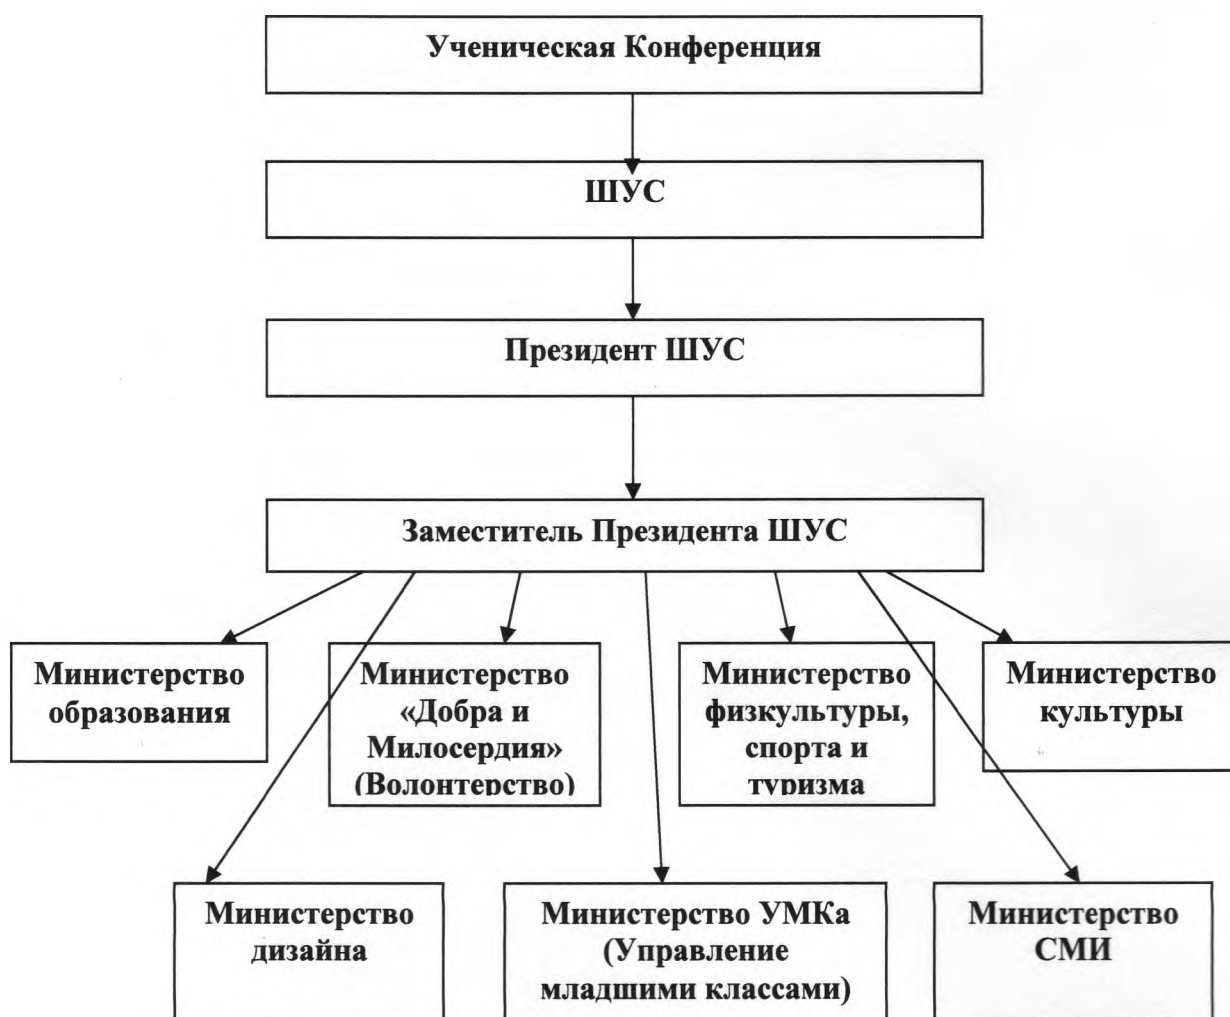 Ученическая Конференция
ШУС
Президент ШУС
Заместитель Президента ШУС
Министерство
образования
Министерство
«Добра и
Милосердия»
(Волонтерство)
Министерство
физкультуры,
спорта и
туризма
Министерство
культуры
Министерство
дизайна
Министерство УМКа
(Управление
младшими классами)
Министерство
СМИ